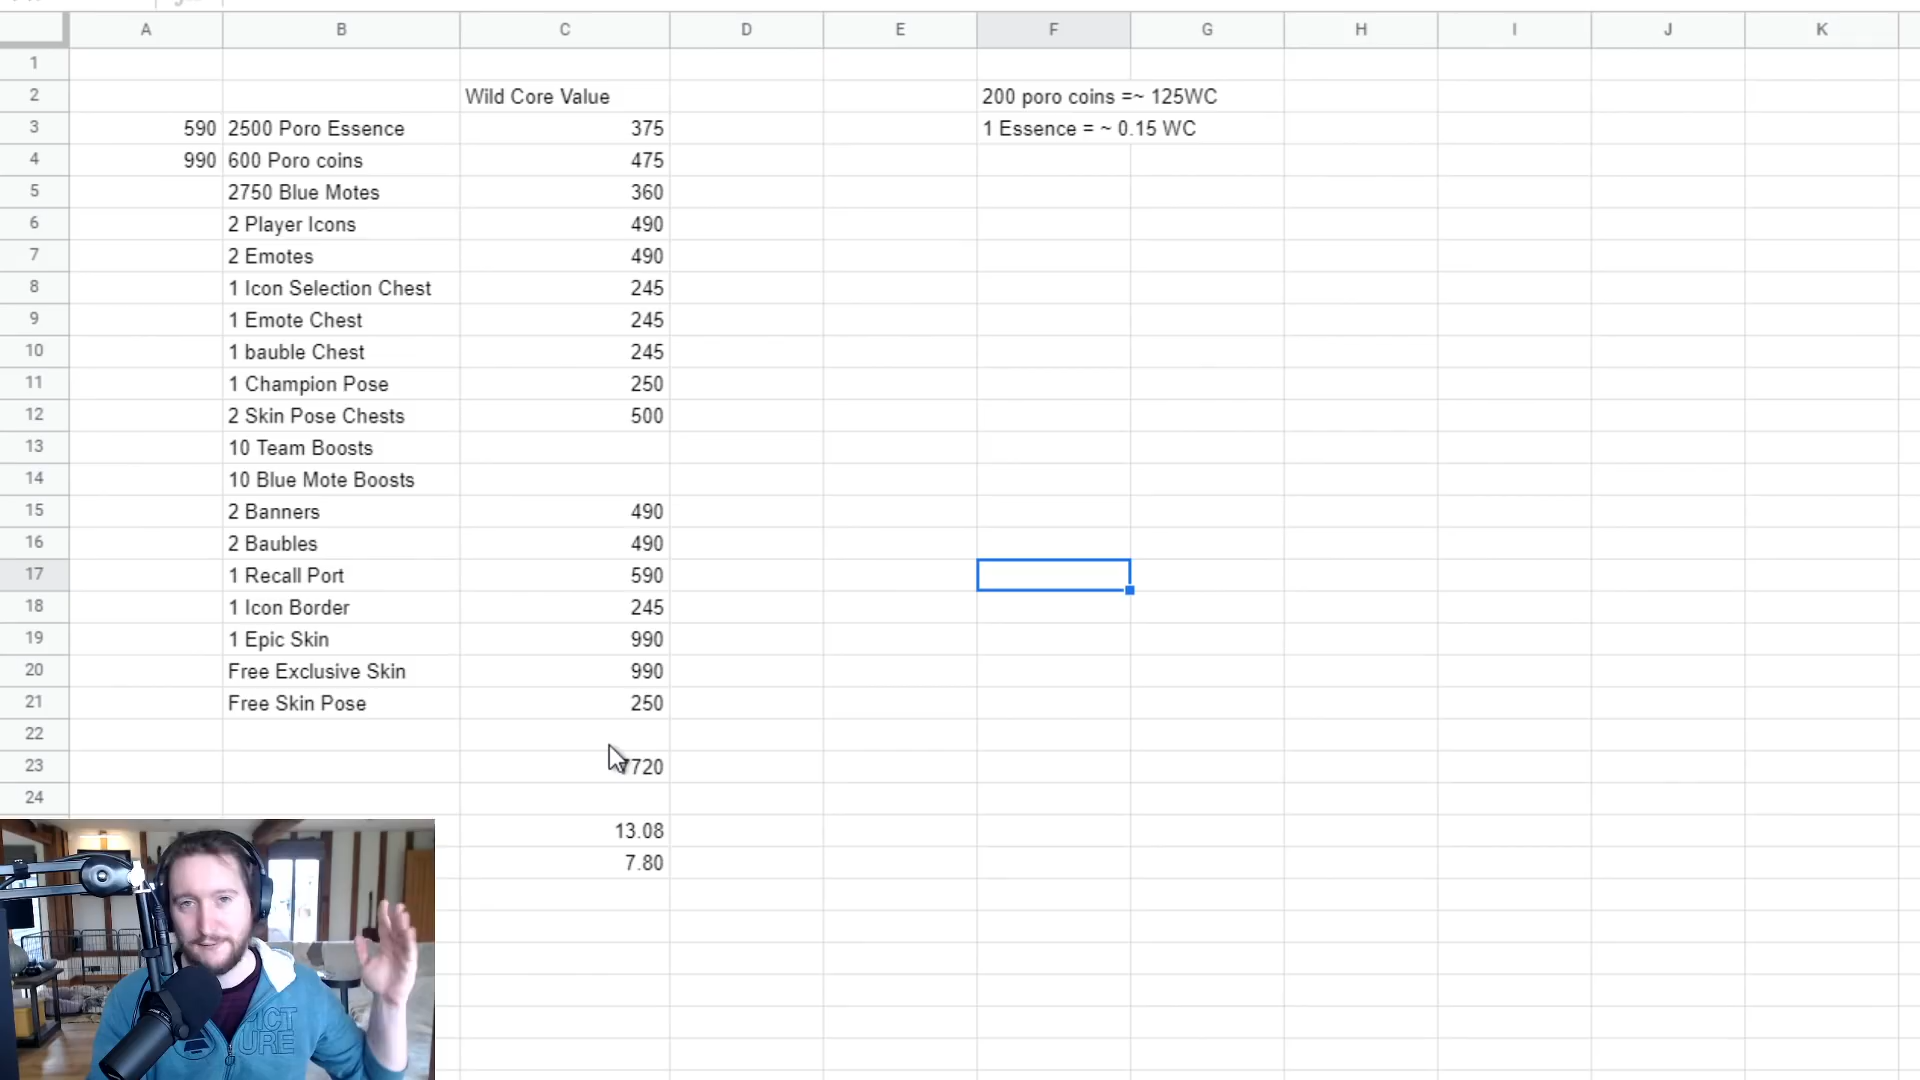 A B C D E F G H I J K
1
2 Wild Core Value 200 poro coins =~ 125WC
3 590 2500 Poro Essence 375 1 Essence = ~ 0.15 WC
4 990 600 Poro coins 475
5 2750 Blue Motes 360
6 2 Player Icons 490
7 2 Emotes 490
8 1 Icon Selection Chest 245
9 1 Emote Chest 245
10 1 bauble Chest 245
11 1 Champion Pose 250
12 2 Skin Pose Chests 500
13 10 Team Boosts
14 10 Blue Mote Boosts
15 2 Banners 490
16 2 Baubles 490
17 1 Recall Port 590
18 1 Icon Border 245
19 1 Epic Skin 990
20 Free Exclusive Skin 990
21 Free Skin Pose 250
22
23 7720
24
13.08
7.80
PICT
URE